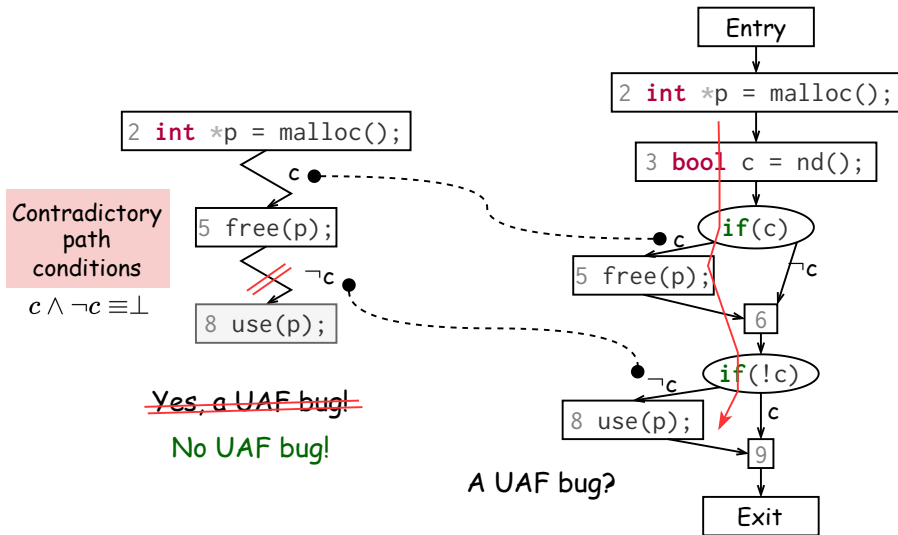 Entry
2 int *p = malloc();
3 bool c = nd();
if(c)
c
¬c
5 free(p);
6
if(!c)
¬c
c
8 use(p);
9
Exit
A UAF bug?
2 int *p = malloc();
c
5 free(p);
¬c
8 use(p);
Contradictory
path
conditions
c ∧ ¬c ≡⊥
Yes, a UAF bug!
No UAF bug!